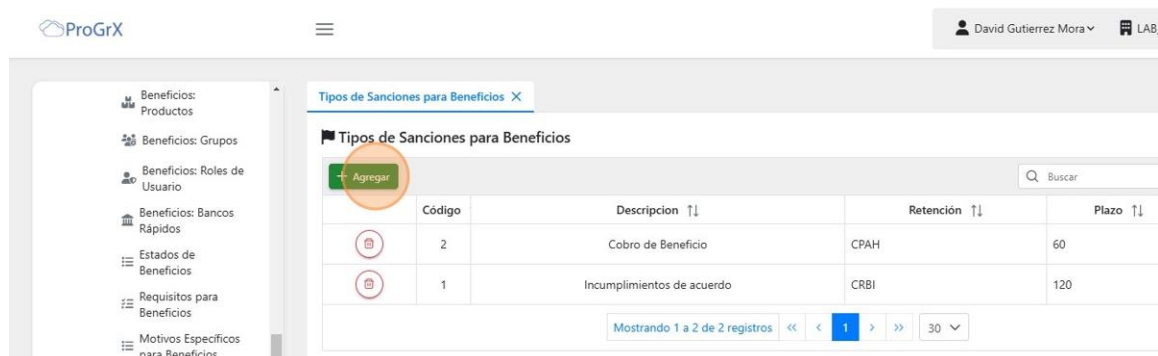 ProGrX
David Gutierrez Mora
LAB
Beneficios:
Productos
Beneficios: Grupos
Beneficios: Roles de
Usuario
Beneficios: Bancos
Rápidos
Estados de
Beneficios
Requisitos para
Beneficios
Motivos Específicos
para Beneficios
Tipos de Sanciones para Beneficios
Tipos de Sanciones para Beneficios
+ Agregar
Buscar
Código Descripcion Retención Plazo
2 Cobro de Beneficio CPAH 60
1 Incumplimientos de acuerdo CRBI 120
Mostrando 1 a 2 de 2 registros « < 1 > » 30